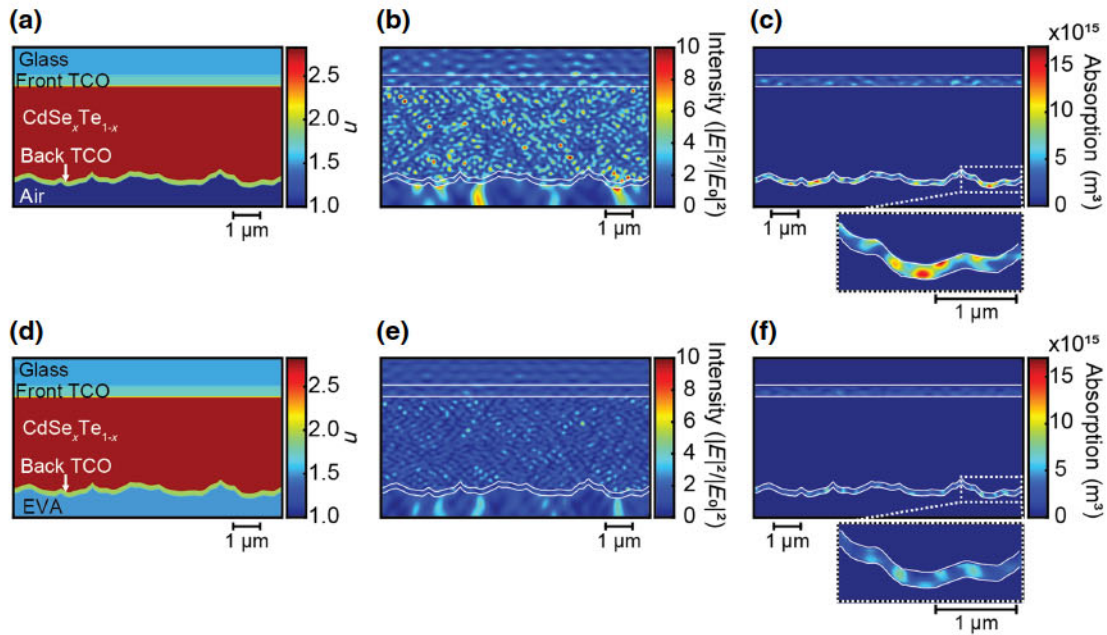 (a)
Glass
Front TCO
CdSeₓTe₁₋ₓ
Back TCO
Air
2.5
2.0
1.5
1.0
n
1 μm
(b)
10
8
6
4
2
0
Intensity (|E|²/|E₀|²)
1 μm
(c)
x10¹⁵
15
10
5
0
Absorption (m³)
1 μm
1 μm
(d)
Glass
Front TCO
CdSeₓTe₁₋ₓ
Back TCO
EVA
2.5
2.0
1.5
1.0
n
1 μm
(e)
10
8
6
4
2
0
Intensity (|E|²/|E₀|²)
1 μm
(f)
x10¹⁵
15
10
5
0
Absorption (m³)
1 μm
1 μm